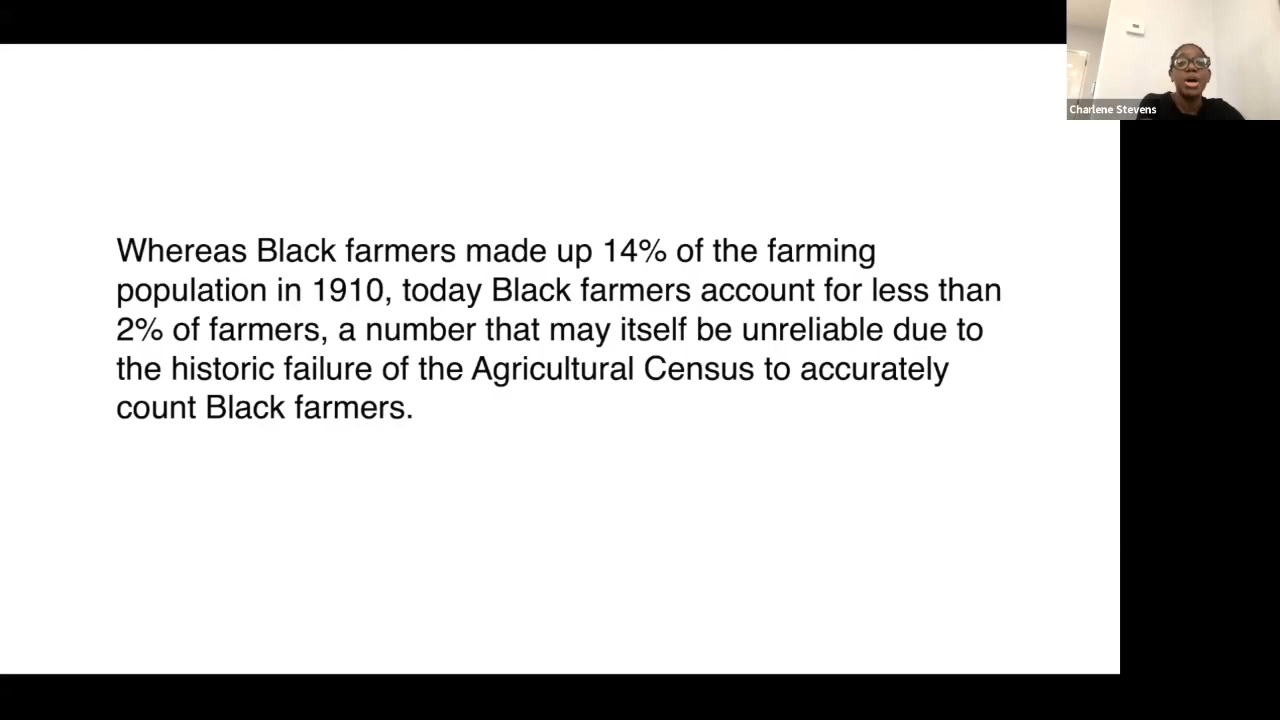 Charlene Stevens
Whereas Black farmers made up 14% of the farming
population in 1910, today Black farmers account for less than
2% of farmers, a number that may itself be unreliable due to
the historic failure of the Agricultural Census to accurately
count Black farmers.